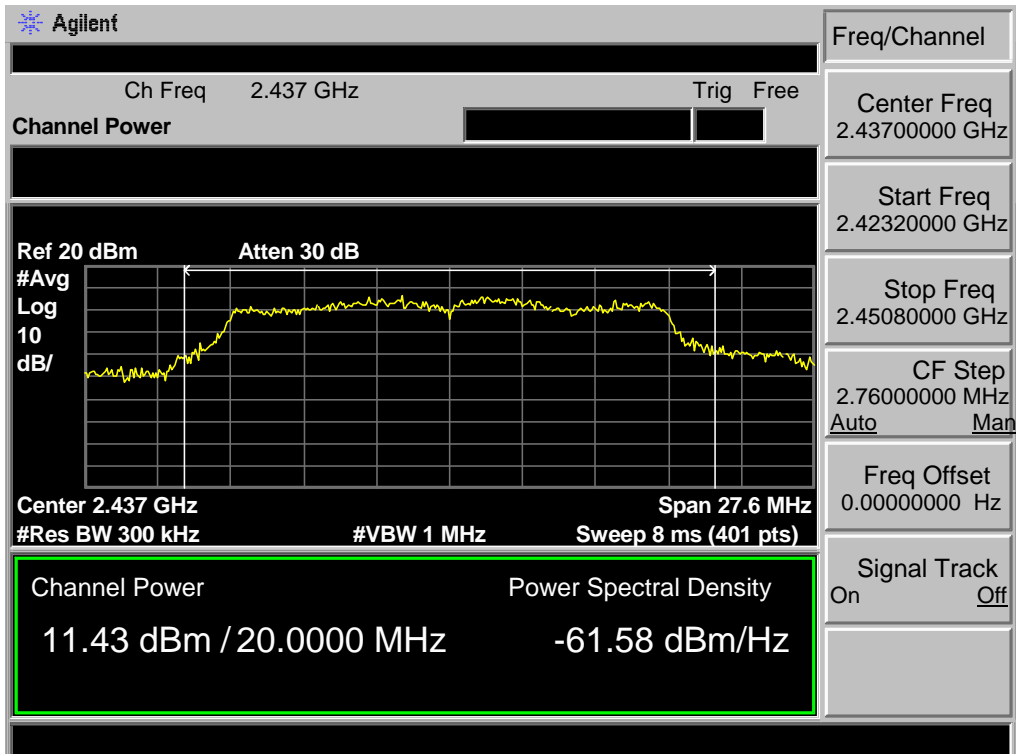 Agilent
Freq/Channel
Ch Freq 2.437 GHz Trig Free
Channel Power
Center Freq
2.43700000 GHz
Start Freq
2.42320000 GHz
Stop Freq
2.45080000 GHz
CF Step
2.76000000 MHz
Auto Man
Freq Offset
0.00000000 Hz
Signal Track
On Off
Ref 20 dBm Atten 30 dB
#Avg
Log
10
dB/
Center 2.437 GHz Span 27.6 MHz
#Res BW 300 kHz #VBW 1 MHz Sweep 8 ms (401 pts)
Channel Power Power Spectral Density
11.43 dBm / 20.0000 MHz -61.58 dBm/Hz